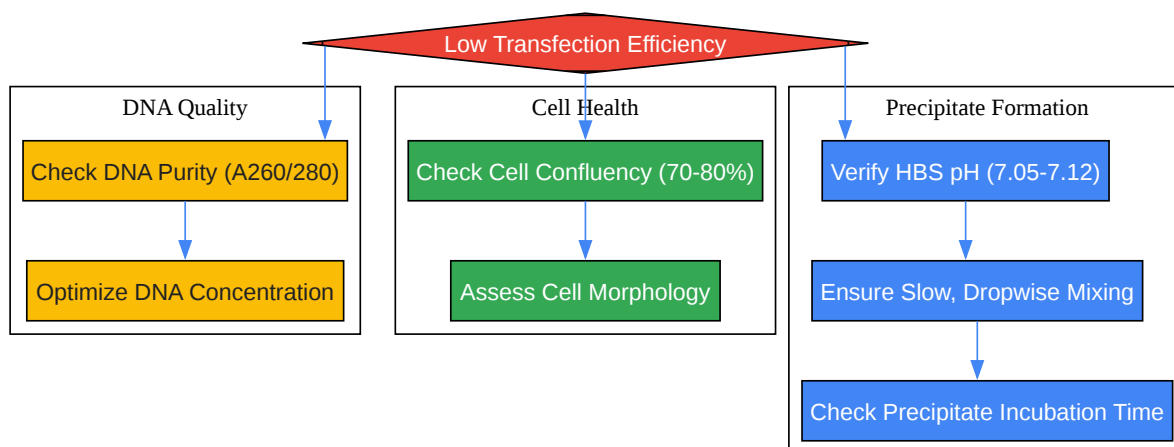 Low Transfection Efficiency
DNA Quality
Check DNA Purity (A260/280)
Optimize DNA Concentration
Cell Health
Check Cell Confluency (70-80%)
Assess Cell Morphology
Precipitate Formation
Verify HBS pH (7.05-7.12)
Ensure Slow, Dropwise Mixing
Check Precipitate Incubation Time